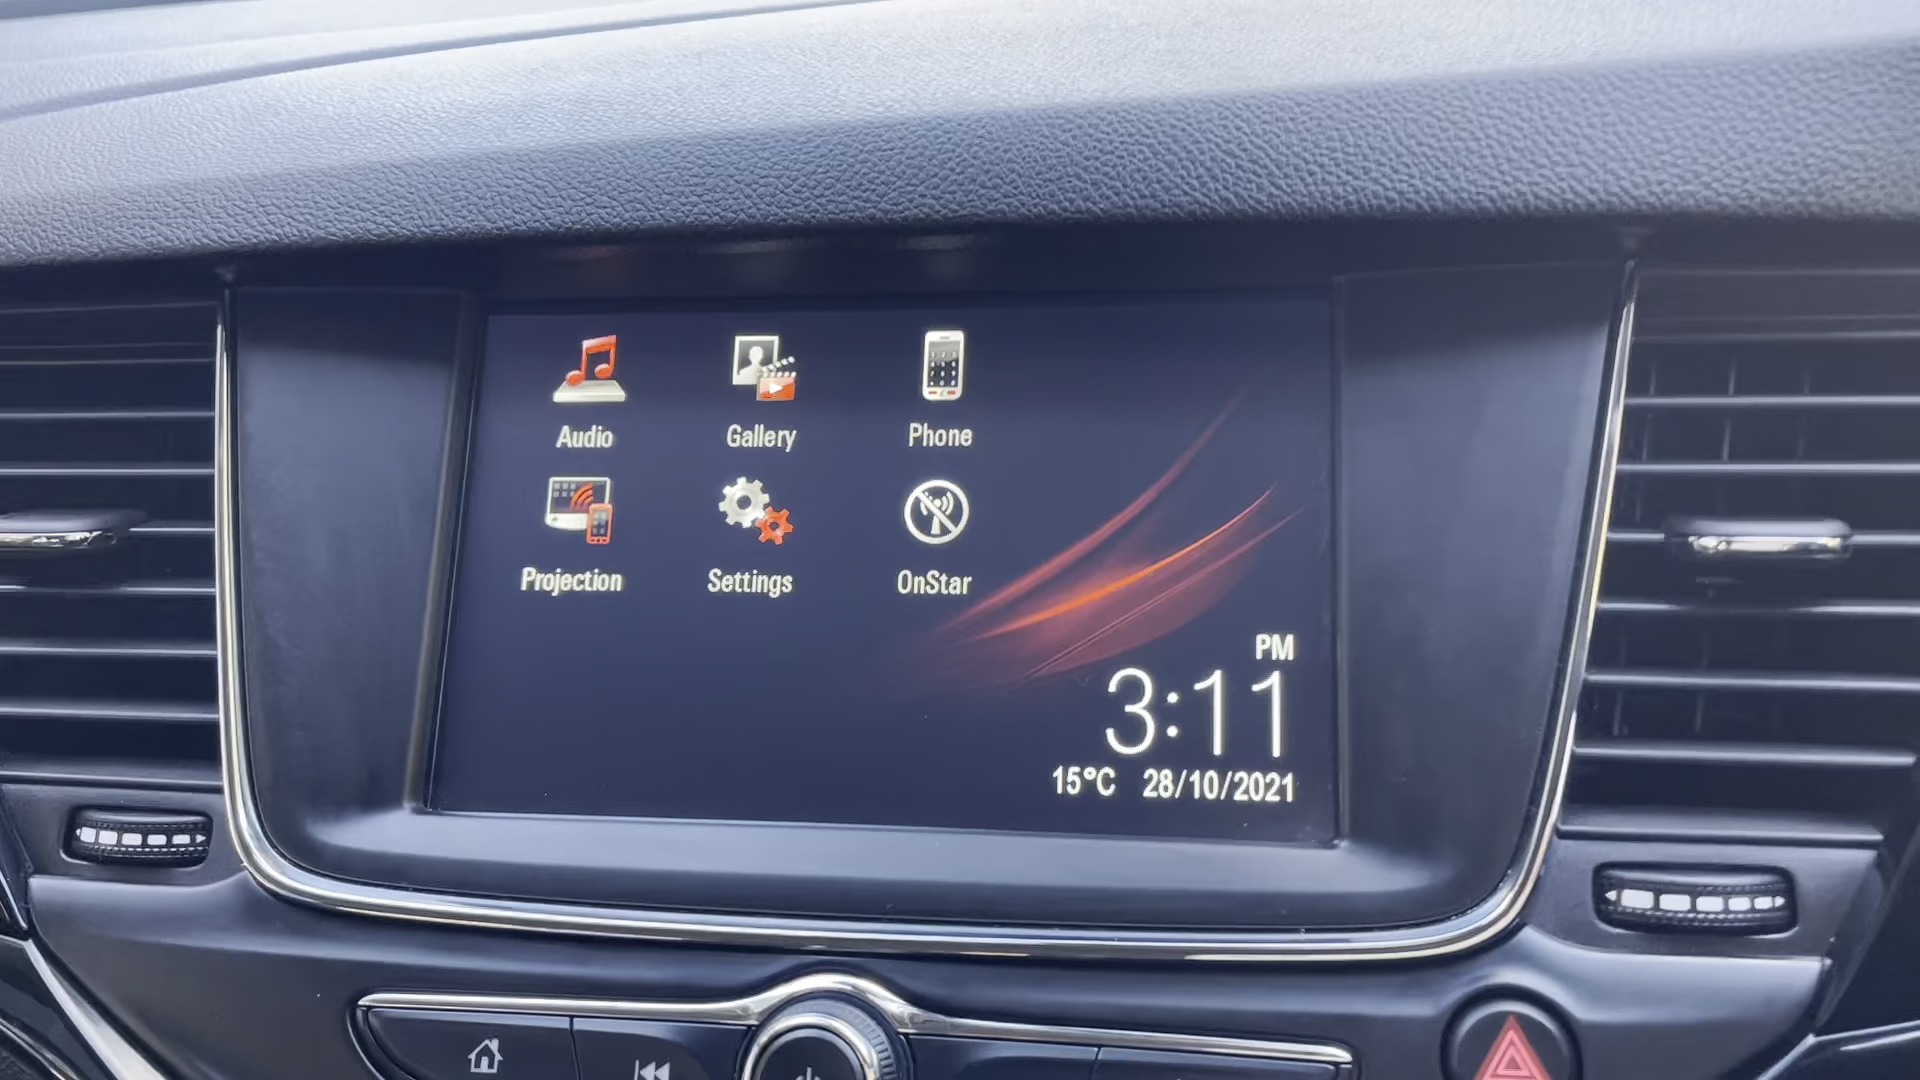 Audio
Gallery
Phone
Projection
Settings
OnStar
PM
3:11
15°C 28/10/2021